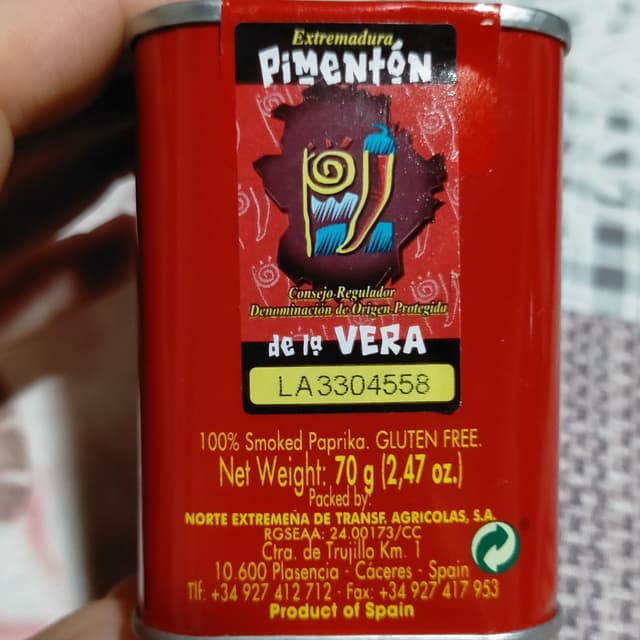 Extremadura
PiMentón
Consejo Regulador
Denominación de Origen Protegida
de la VERA
LA3304558
100% Smoked Paprika. GLUTEN FREE.
Net Weight: 70 g (2,47 oz.)
Packed by:
NORTE EXTREMEÑA DE TRANSF. AGRICOLAS, S.A.
RGSEAA: 24.00173/CC
Ctra. de Trujillo Km. 1
10.600 Plasencia - Cáceres - Spain
Tlf: +34 927 412 712 - Fax: +34 927 417 953
Product of Spain